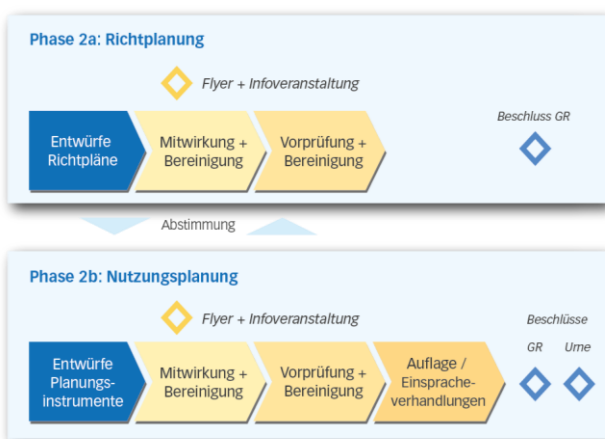 Phase 2a: Richtplanung
Flyer + Infoveranstaltung
Beschluss GR
Entwürfe
Richtpläne
Mitwirkung +
Bereinigung
Vorprüfung +
Bereinigung
Abstimmung
Phase 2b: Nutzungsplanung
Flyer + Infoveranstaltung
Beschlüsse
GR Urne
Entwürfe
Planungs-
instrumente
Mitwirkung +
Bereinigung
Vorprüfung +
Bereinigung
Auflage /
Einsprache-
verhandlungen